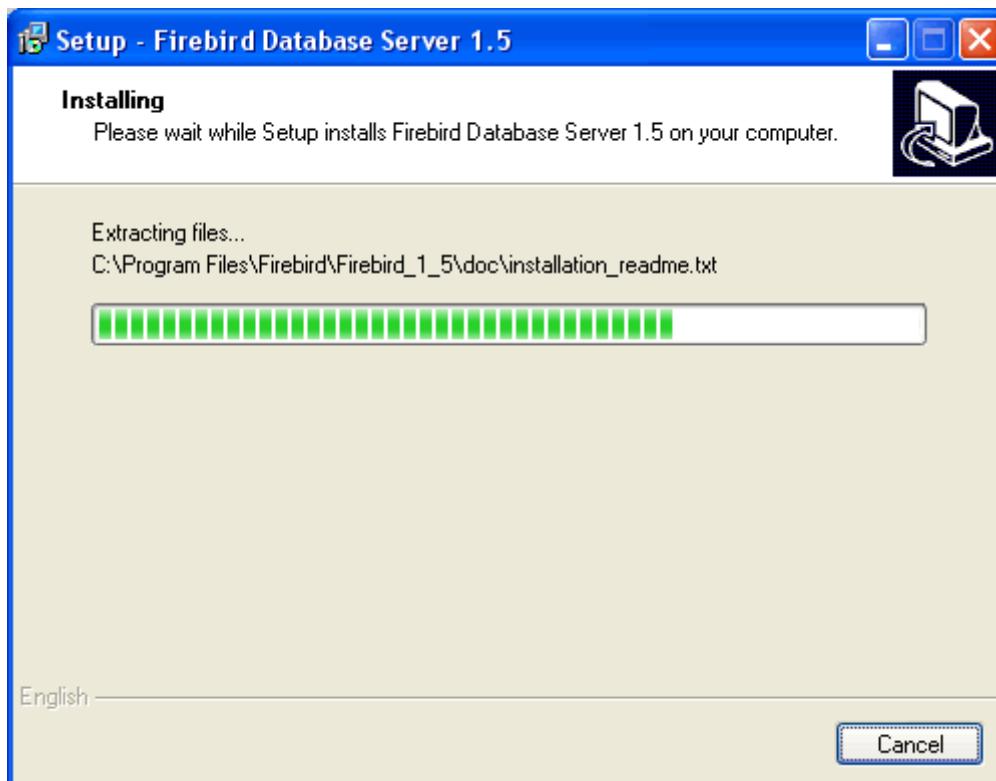 Setup - Firebird Database Server 1.5
Installing
Please wait while Setup installs Firebird Database Server 1.5 on your computer.
Extracting files...
C:\Program Files\Firebird\Firebird_1_5\doc\installation_readme.txt
English
Cancel